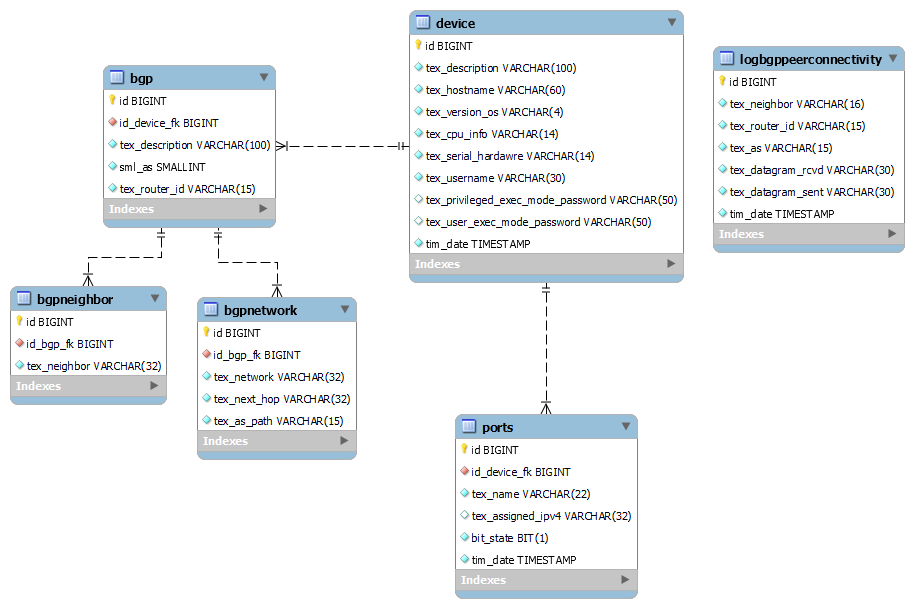 device
id BIGINT
tex_description VARCHAR(100)
tex_hostname VARCHAR(60)
tex_version_os VARCHAR(4)
tex_cpu_info VARCHAR(14)
tex_serial_hardawre VARCHAR(14)
tex_username VARCHAR(30)
tex_privileged_exec_mode_password VARCHAR(50)
tex_user_exec_mode_password VARCHAR(50)
tim_date TIMESTAMP
Indexes
logbgppeerconnectivity
id BIGINT
tex_neighbor VARCHAR(16)
tex_router_id VARCHAR(15)
tex_as VARCHAR(15)
tex_datagram_rcvd VARCHAR(30)
tex_datagram_sent VARCHAR(30)
tim_date TIMESTAMP
Indexes
bgp
id BIGINT
id_device_fk BIGINT
tex_description VARCHAR(100)
sml_as SMALLINT
tex_router_id VARCHAR(15)
Indexes
bgpneighbor
id BIGINT
id_bgp_fk BIGINT
tex_neighbor VARCHAR(32)
Indexes
bgpnetwork
id BIGINT
id_bgp_fk BIGINT
tex_network VARCHAR(32)
tex_next_hop VARCHAR(32)
tex_as_path VARCHAR(15)
Indexes
ports
id BIGINT
id_device_fk BIGINT
tex_name VARCHAR(22)
tex_assigned_ipv4 VARCHAR(32)
bit_state BIT(1)
tim_date TIMESTAMP
Indexes